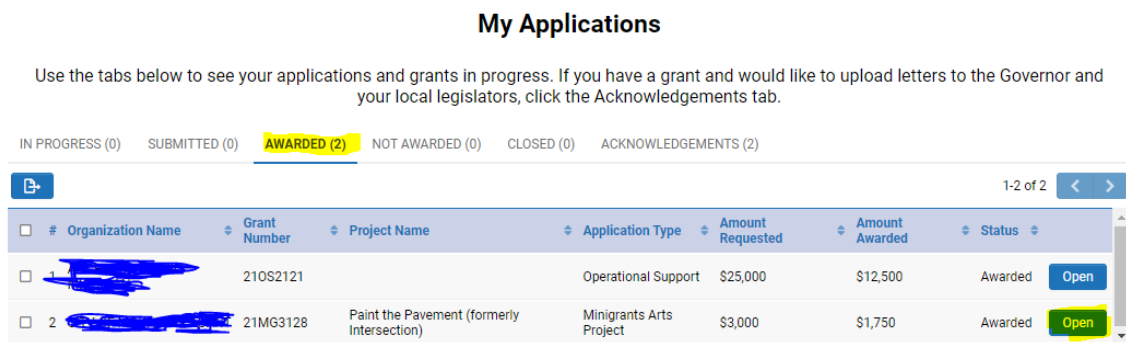 My Applications
Use the tabs below to see your applications and grants in progress. If you have a grant and would like to upload letters to the Governor and
your local legislators, click the Acknowledgements tab.
IN PROGRESS (0) SUBMITTED (0) AWARDED (2) NOT AWARDED (0) CLOSED (0) ACKNOWLEDGEMENTS (2)
1-2 of 2
# Organization Name Grant Number Project Name Application Type Amount Requested Amount Awarded Status
1 21OS2121 Operational Support $25,000 $12,500 Awarded Open
2 21MG3128 Paint the Pavement (formerly Intersection) Minigrants Arts Project $3,000 $1,750 Awarded Open